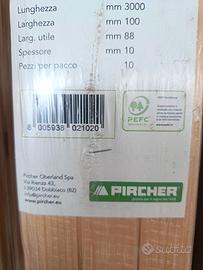 Lunghezza mm 3000
Larghezza mm 100
Larg. utile mm 88
Spessore mm 10
Pezzi per pacco 10
8 005938 021020
PEFC
Pircher Oberland Spa
Via Rienza 43,
I-39034 Dobbiaco (BZ)
info@pircher.eu
www.pircher.eu
PIRCHER
subito